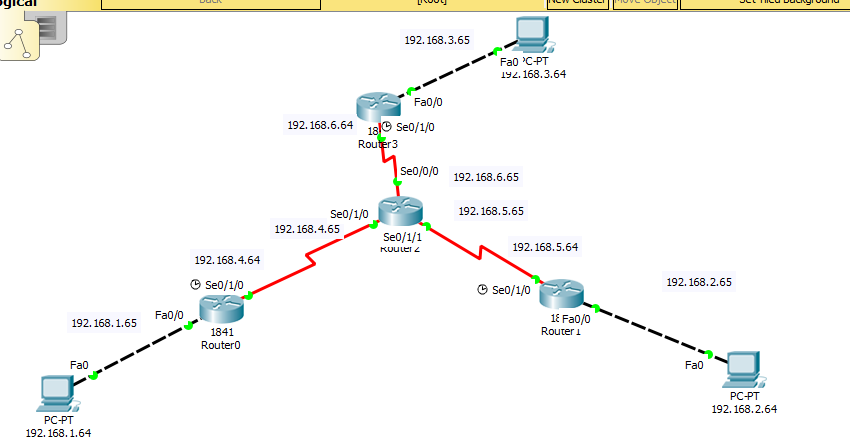 ogical
Back
[Root]
New Cluster
Move Object
Set Tiled Background
192.168.3.65
Fa0
PC-PT
192.168.3.64
Fa0/0
192.168.6.64
18
Se0/1/0
Router3
Se0/0/0
192.168.6.65
Se0/1/0
192.168.5.65
192.168.4.65
Se0/1/1
Router2
192.168.5.64
192.168.4.64
192.168.2.65
Se0/1/0
Se0/1/0
192.168.1.65
Fa0/0
18
Fa0/0
1841
Router1
Router0
Fa0
Fa0
PC-PT
192.168.2.64
PC-PT
192.168.1.64